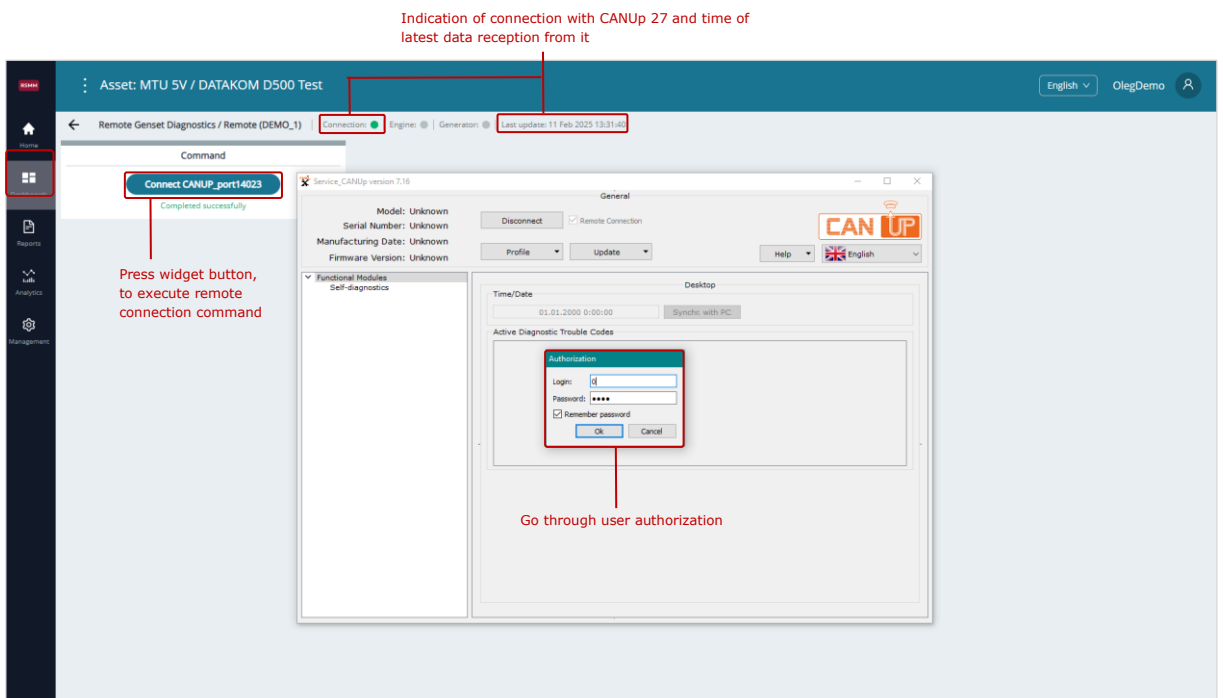 Indication of connection with CANUp 27 and time of
latest data reception from it
RSMM
Asset: MTU 5V / DATAKOM D500 Test
English
OlegDemo
Home
Remote Genset Diagnostics / Remote (DEMO_1)
Connection:
Engine:
Generator:
Last update: 11 Feb 2025 13:31:40
Command
Connect CANUP_port14023
Completed successfully
Reports
Analytics
Management
Press widget button,
to execute remote
connection command
Service_CANUp version 7.16
General
Model: Unknown
Serial Number: Unknown
Manufacturing Date: Unknown
Firmware Version: Unknown
Disconnect
Remote Connection
Profile
Update
Help
English
CAN UP
Functional Modules
Self-diagnostics
Desktop
Time/Date
01.01.2000 0:00:00
Synchr. with PC
Active Diagnostic Trouble Codes
Authorization
Login: 0
Password: ••••
Remember password
Ok
Cancel
Go through user authorization